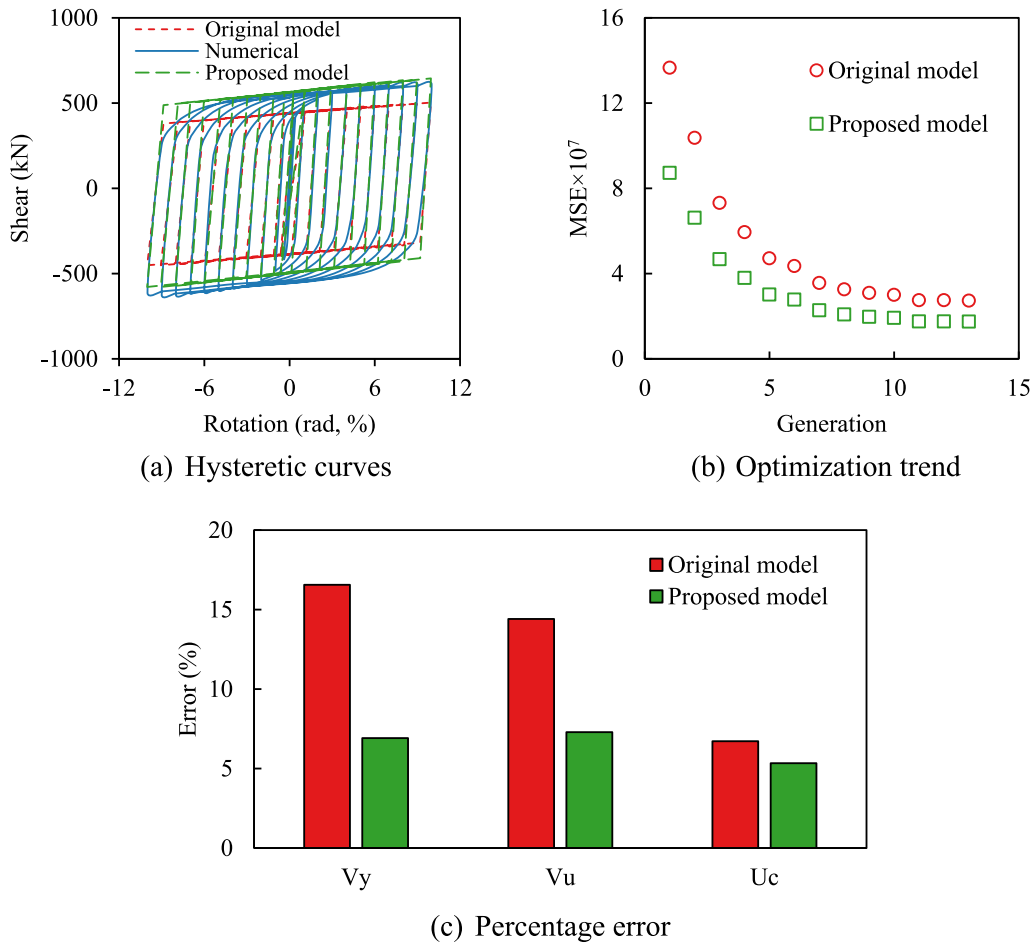 1000
500
0
-500
-1000
Shear (kN)
Original model
Numerical
Proposed model
-12
-6
0
6
12
Rotation (rad, %)
(a) Hysteretic curves
16
12
8
4
0
MSE×10⁷
Original model
Proposed model
0
5
10
15
Generation
(b) Optimization trend
20
15
10
5
0
Error (%)
Original model
Proposed model
Vy
Vu
Uc
(c) Percentage error